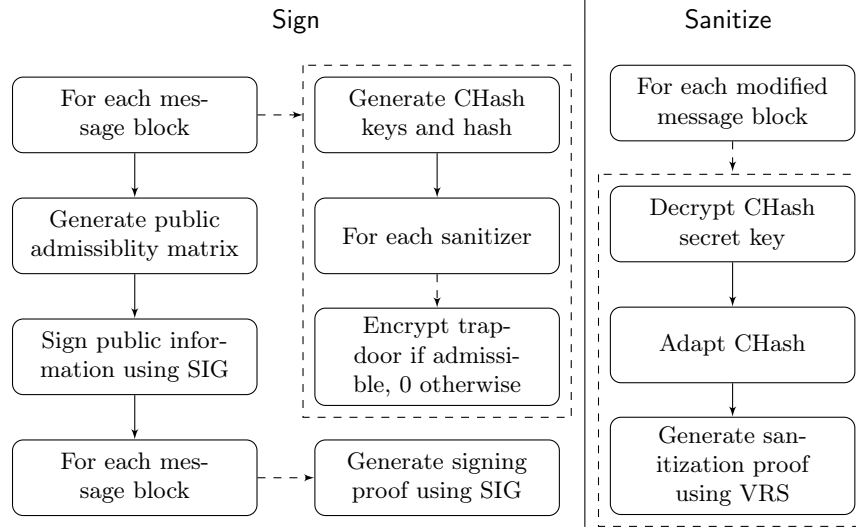 Sign
For each mes-
sage block
Generate public
admissiblity matrix
Sign public infor-
mation using SIG
For each mes-
sage block
Generate CHash
keys and hash
For each sanitizer
Encrypt trap-
door if admissi-
ble, 0 otherwise
Generate signing
proof using SIG
Sanitize
For each modified
message block
Decrypt CHash
secret key
Adapt CHash
Generate san-
itization proof
using VRS